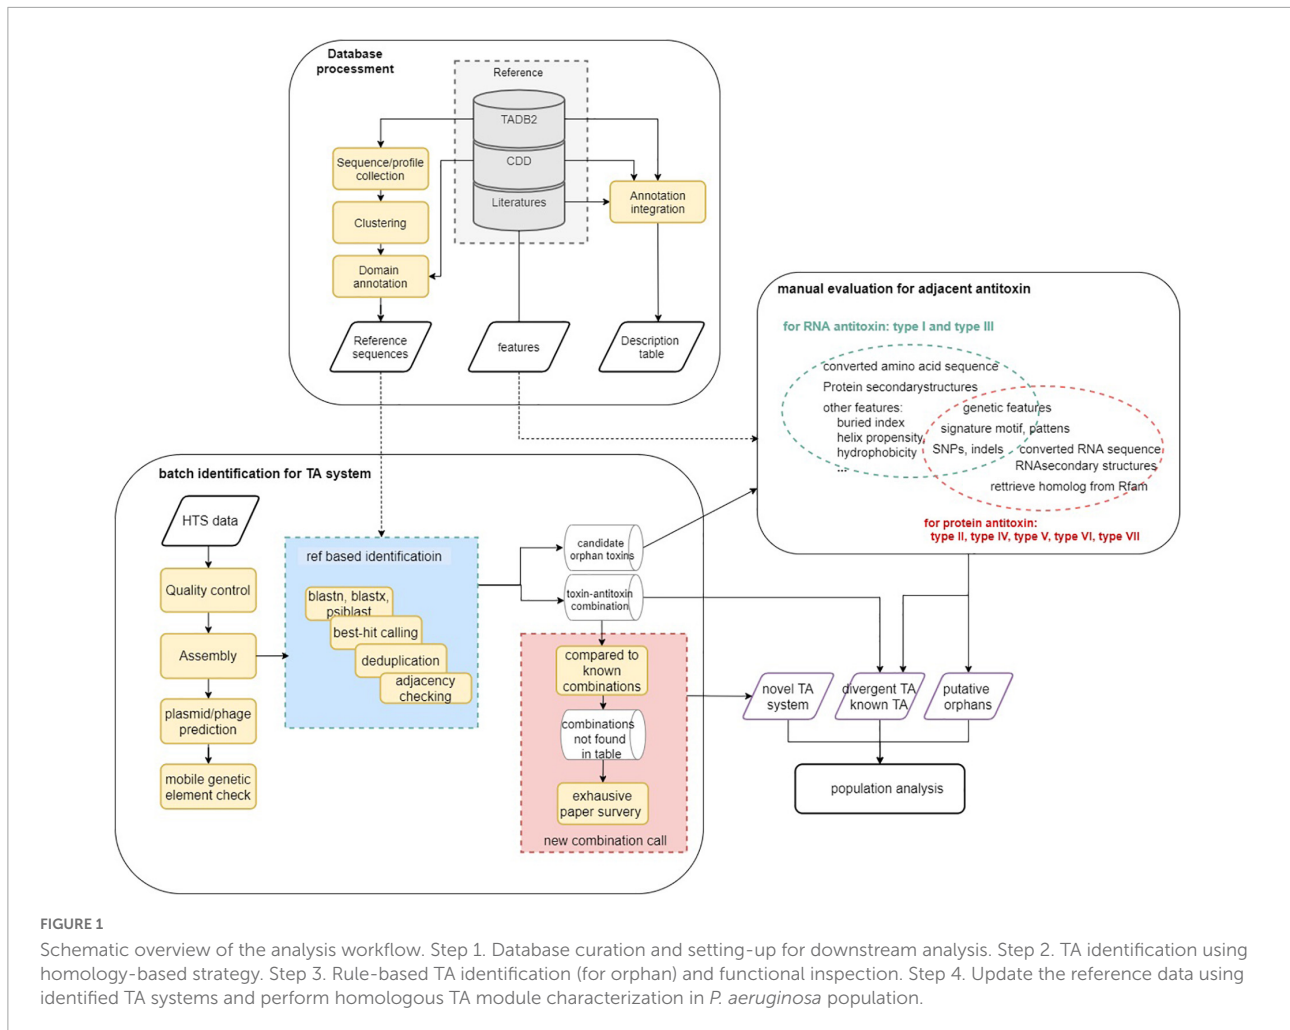 Database
processment
Reference
TADB2
CDD
Literatures
Sequence/profile
collection
Clustering
Domain
annotation
Annotation
integration
Reference
sequences
features
Description
table
manual evaluation for adjacent antitoxin
for RNA antitoxin: type I and type III
converted amino acid sequence
Protein secondarystructures
other features:
buried index
helix propensity,
hydrophobicity
...
genetic features
signature motif, pattens
SNPs, indels
converted RNA sequence
RNAsecondary structures
rettrieve homolog from Rfam
for protein antitoxin:
type II, type IV, type V, type VI, type VII
batch identification for TA system
HTS data
Quality control
Assembly
plasmid/phage
prediction
mobile genetic
element check
ref based identificatioin
blastn, blastx,
psiblast
best-hit calling
deduplication
adjacency
checking
candidate
orphan toxins
toxin-antitoxin
combination
compared to
known
combinations
combinations
not found
in table
exhausive
paper survery
new combination call
novel TA
system
divergent TA
known TA
putative
orphans
population analysis
FIGURE 1
Schematic overview of the analysis workflow. Step 1. Database curation and setting-up for downstream analysis. Step 2. TA identification using
homology-based strategy. Step 3. Rule-based TA identification (for orphan) and functional inspection. Step 4. Update the reference data using
identified TA systems and perform homologous TA module characterization in P. aeruginosa population.